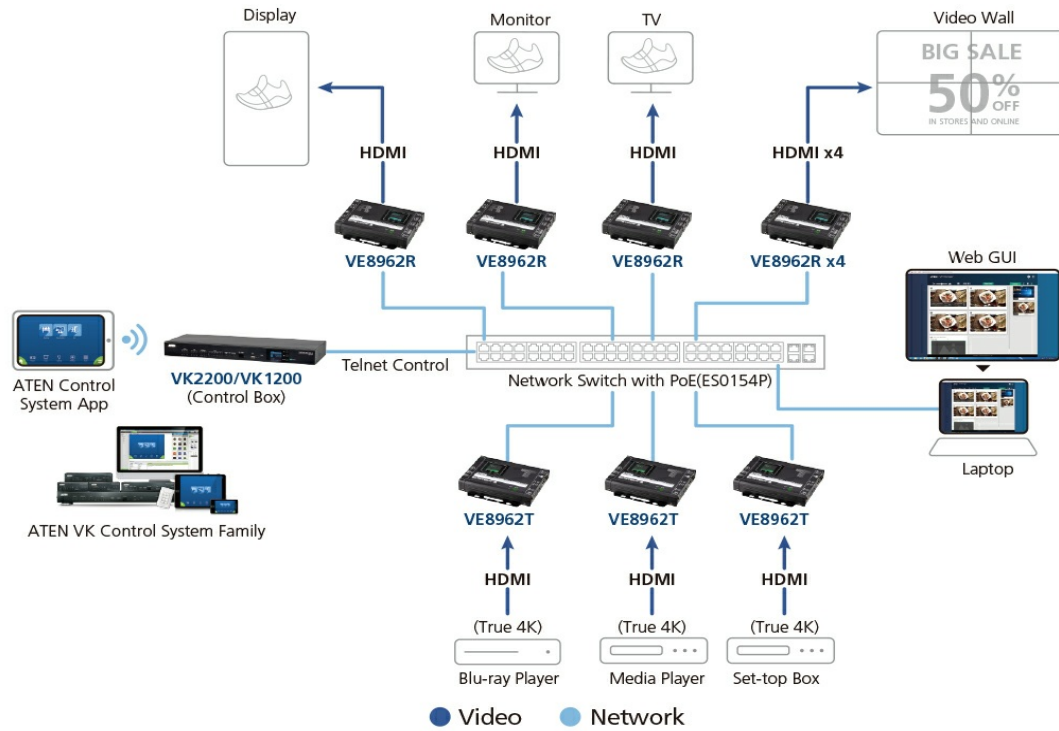 Display
Monitor
TV
Video Wall
BIG SALE
50% OFF
IN STORES AND ONLINE
HDMI
HDMI
HDMI
HDMI x4
VE8962R
VE8962R
VE8962R
VE8962R x4
Web GUI
Telnet Control
Network Switch with PoE(ES0154P)
ATEN Control
System App
VK2200/VK1200
(Control Box)
Laptop
ATEN VK Control System Family
VE8962T
VE8962T
VE8962T
HDMI
HDMI
HDMI
(True 4K)
(True 4K)
(True 4K)
Blu-ray Player
Media Player
Set-top Box
Video
Network